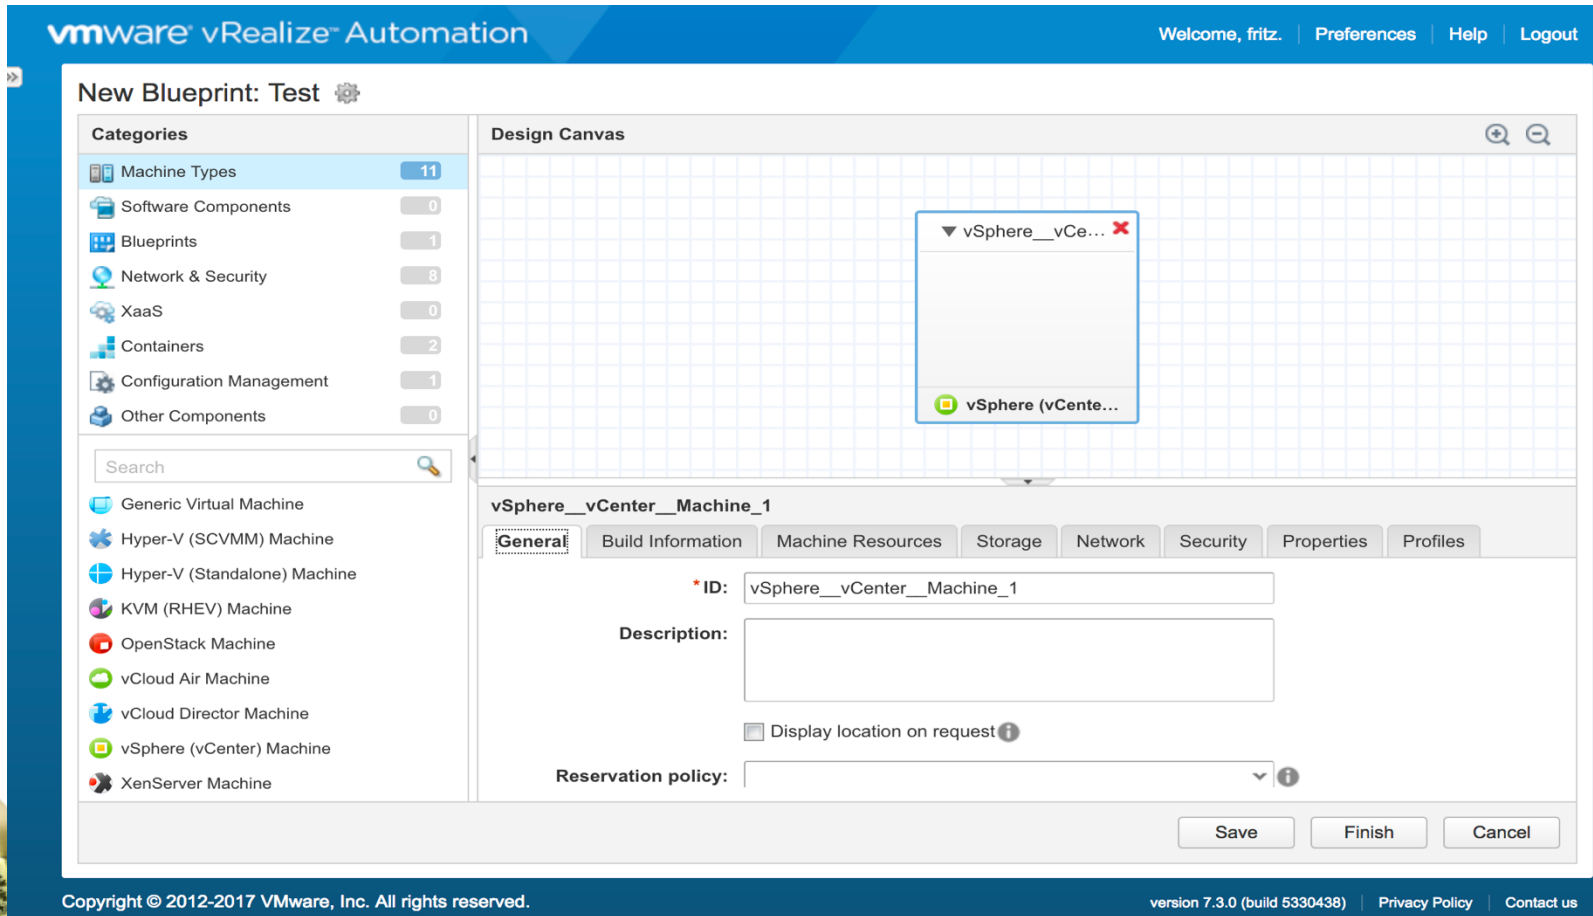 vmware® vRealize™ Automation
Welcome, fritz. Preferences Help Logout
New Blueprint: Test
Categories
Machine Types 11
Software Components 0
Blueprints 1
Network & Security 8
XaaS 0
Containers 2
Configuration Management 1
Other Components 0
Search
Generic Virtual Machine
Hyper-V (SCVMM) Machine
Hyper-V (Standalone) Machine
KVM (RHEV) Machine
OpenStack Machine
vCloud Air Machine
vCloud Director Machine
vSphere (vCenter) Machine
XenServer Machine
Design Canvas
vSphere__vCe...
vSphere (vCente...
vSphere__vCenter__Machine_1
General Build Information Machine Resources Storage Network Security Properties Profiles
*ID: vSphere__vCenter__Machine_1
Description:
Display location on request
Reservation policy:
Save Finish Cancel
Copyright © 2012-2017 VMware, Inc. All rights reserved.
version 7.3.0 (build 5330438) Privacy Policy Contact us